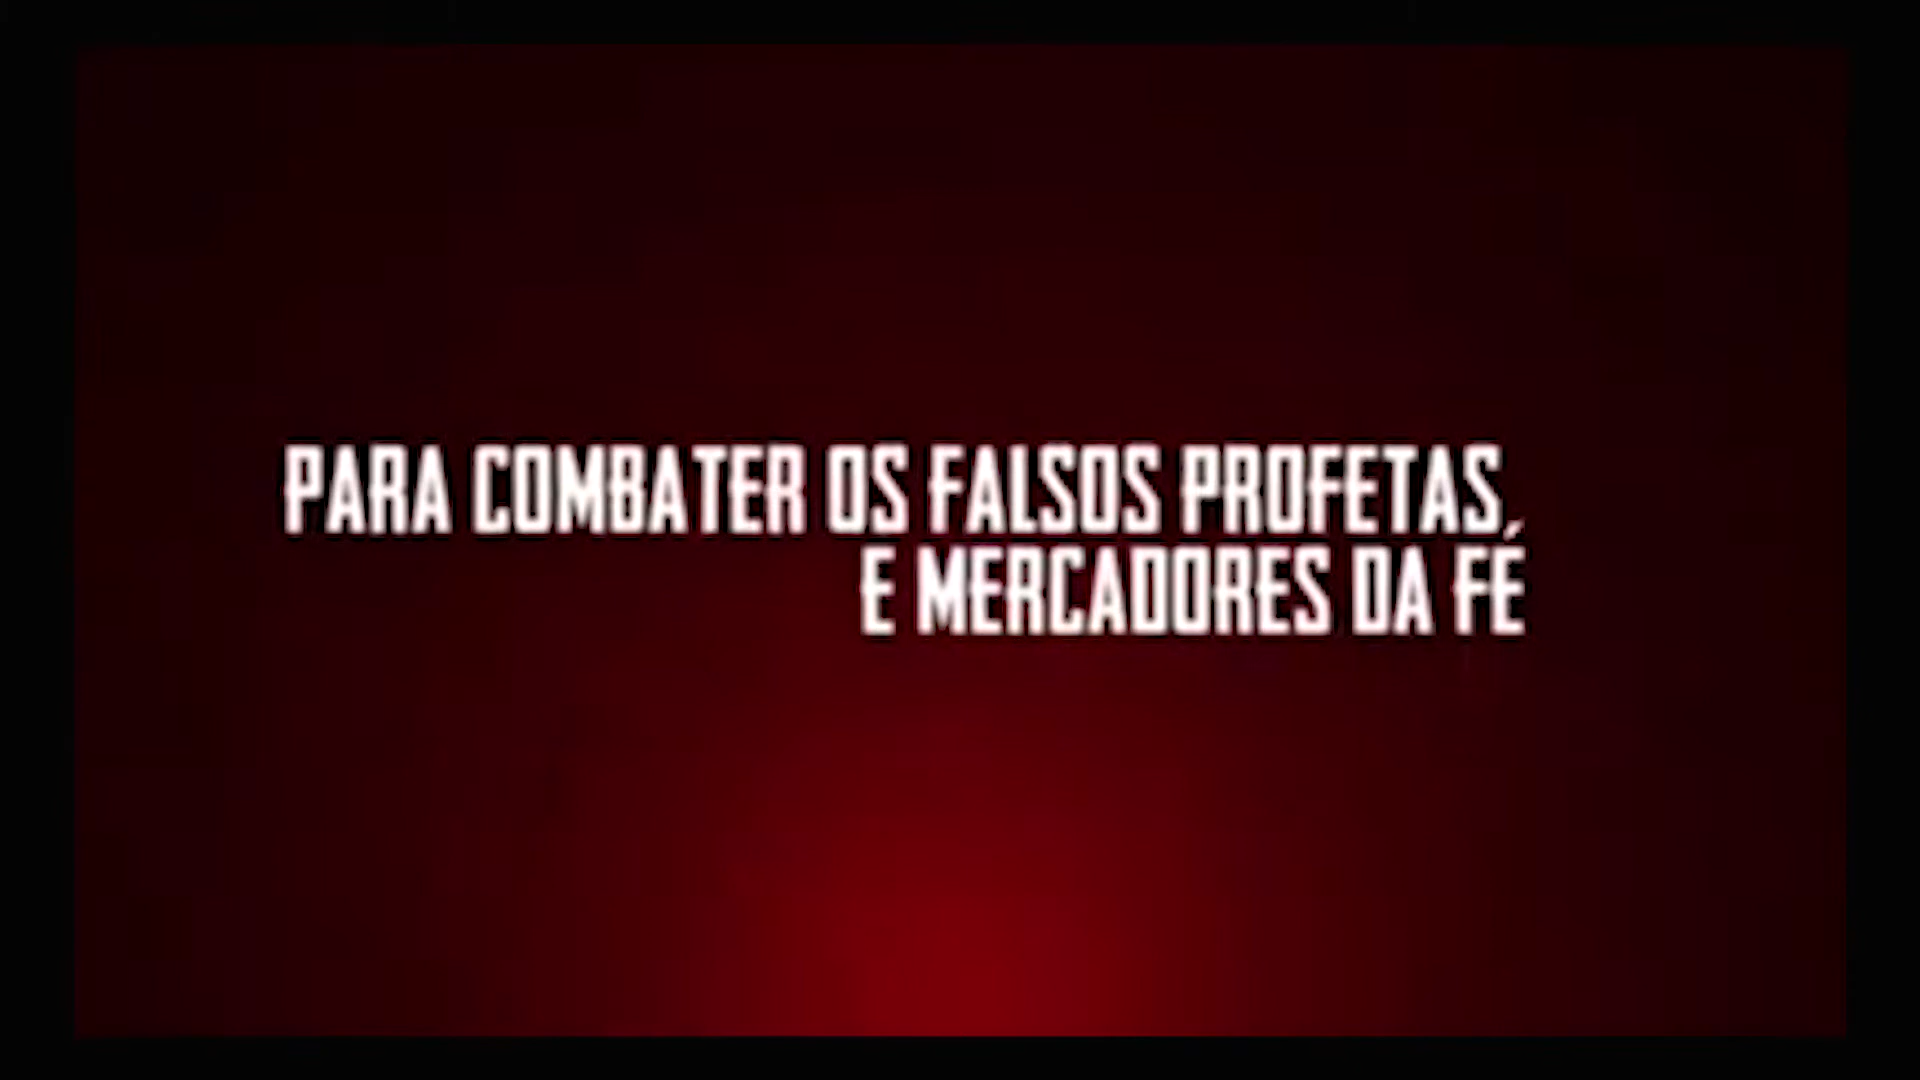 PARA COMBATER OS FALSOS PROFETAS,
E MERCADORES DA FÉ